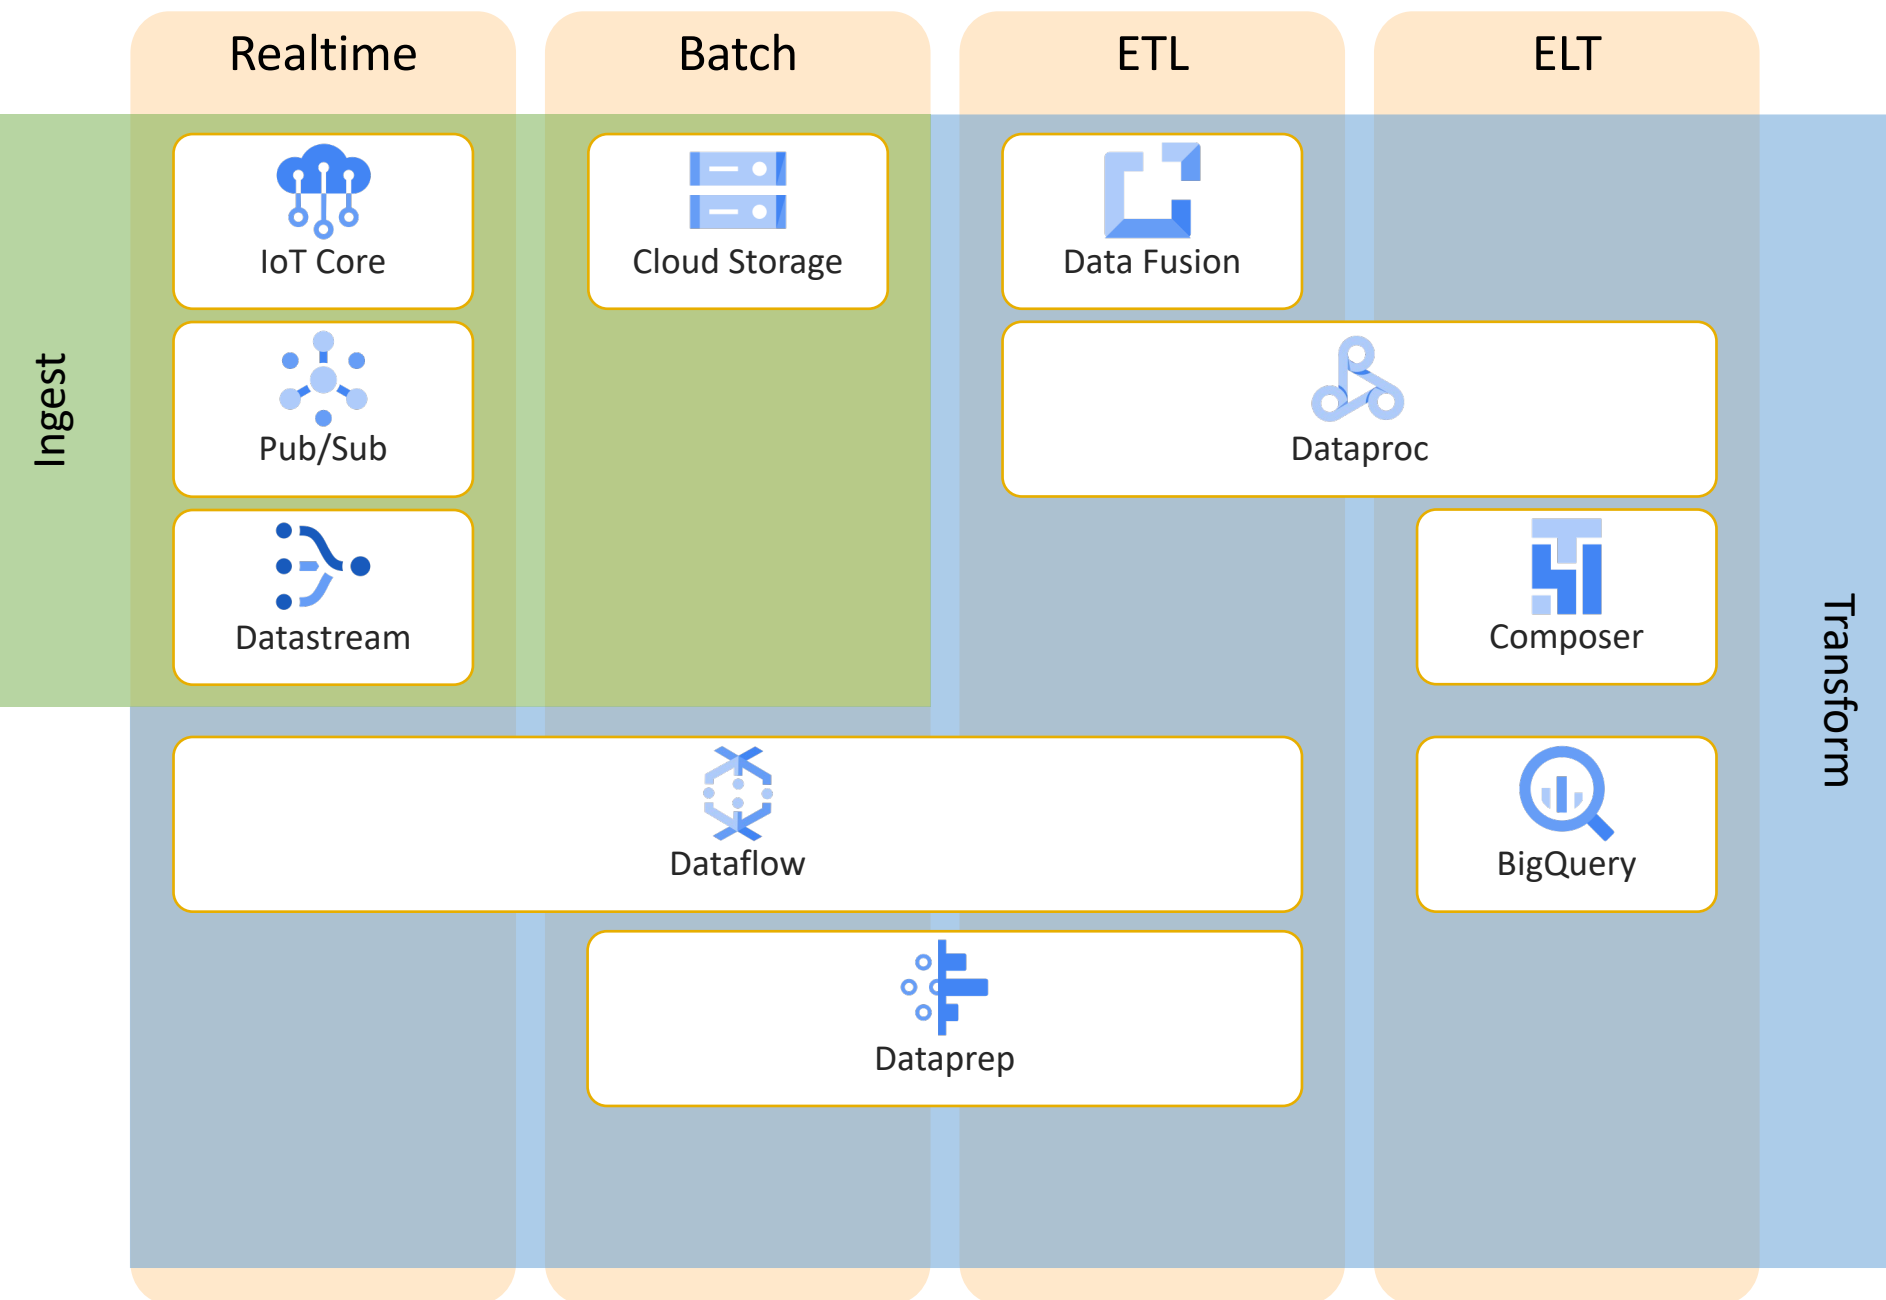 Realtime
Batch
ETL
ELT
Ingest
IoT Core
Cloud Storage
Data Fusion
Pub/Sub
Dataproc
Datastream
Composer
Transform
Dataflow
BigQuery
Dataprep